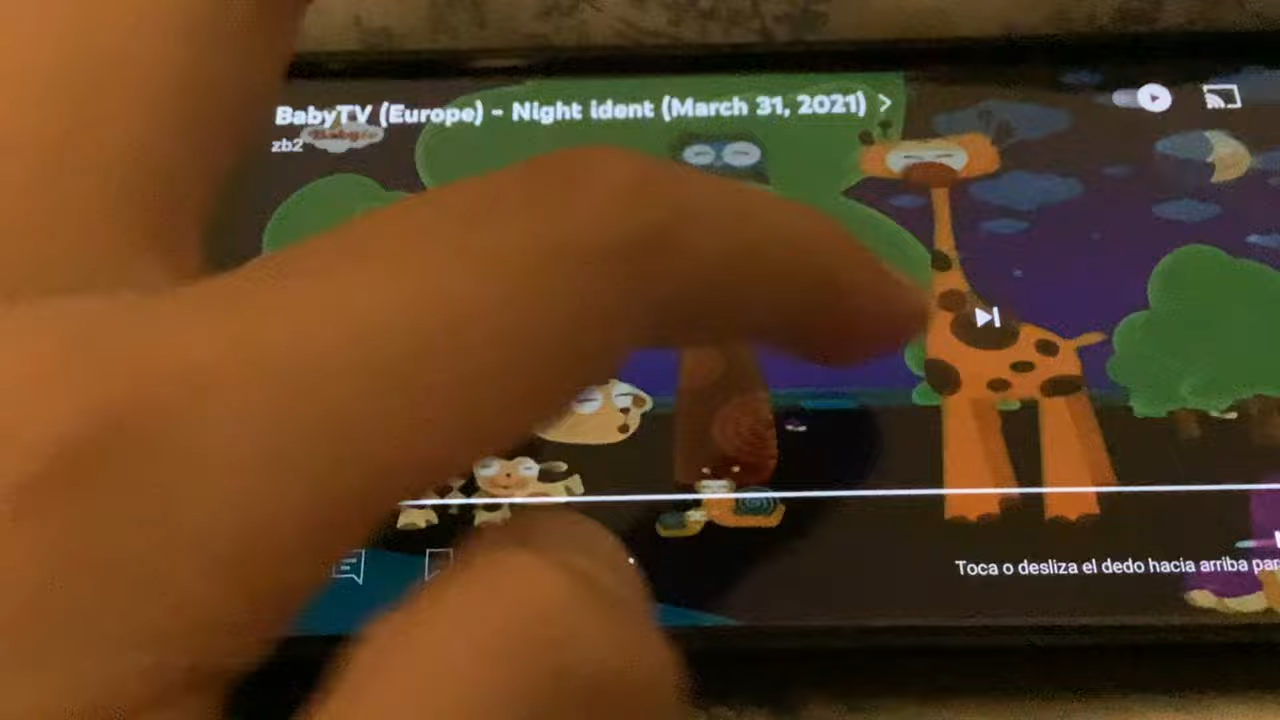 BabyTV (Europe) - Night ident (March 31, 2021)
zb2
Toca o desliza el dedo hacia arriba par